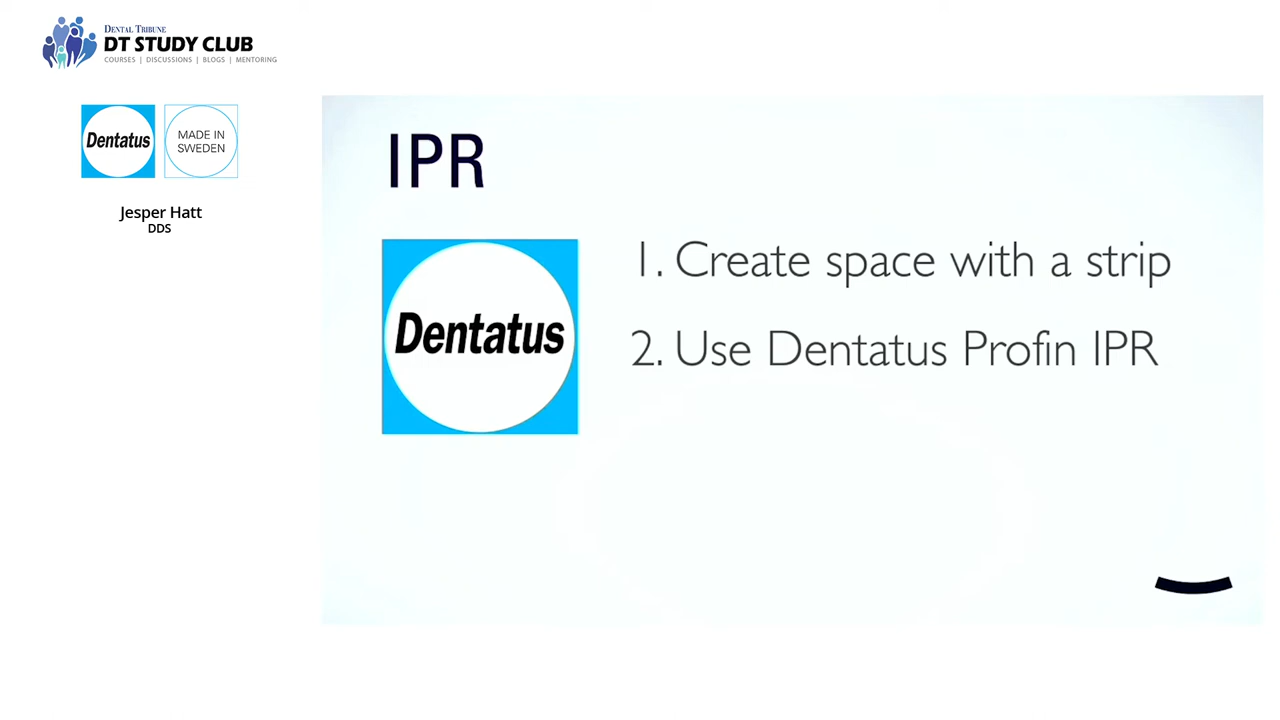 DENTAL TRIBUNE
DT STUDY CLUB
COURSES | DISCUSSIONS | BLOGS | MENTORING
Dentatus
MADE IN
SWEDEN
Jesper Hatt
DDS
IPR
Dentatus
1. Create space with a strip
2. Use Dentatus Profin IPR